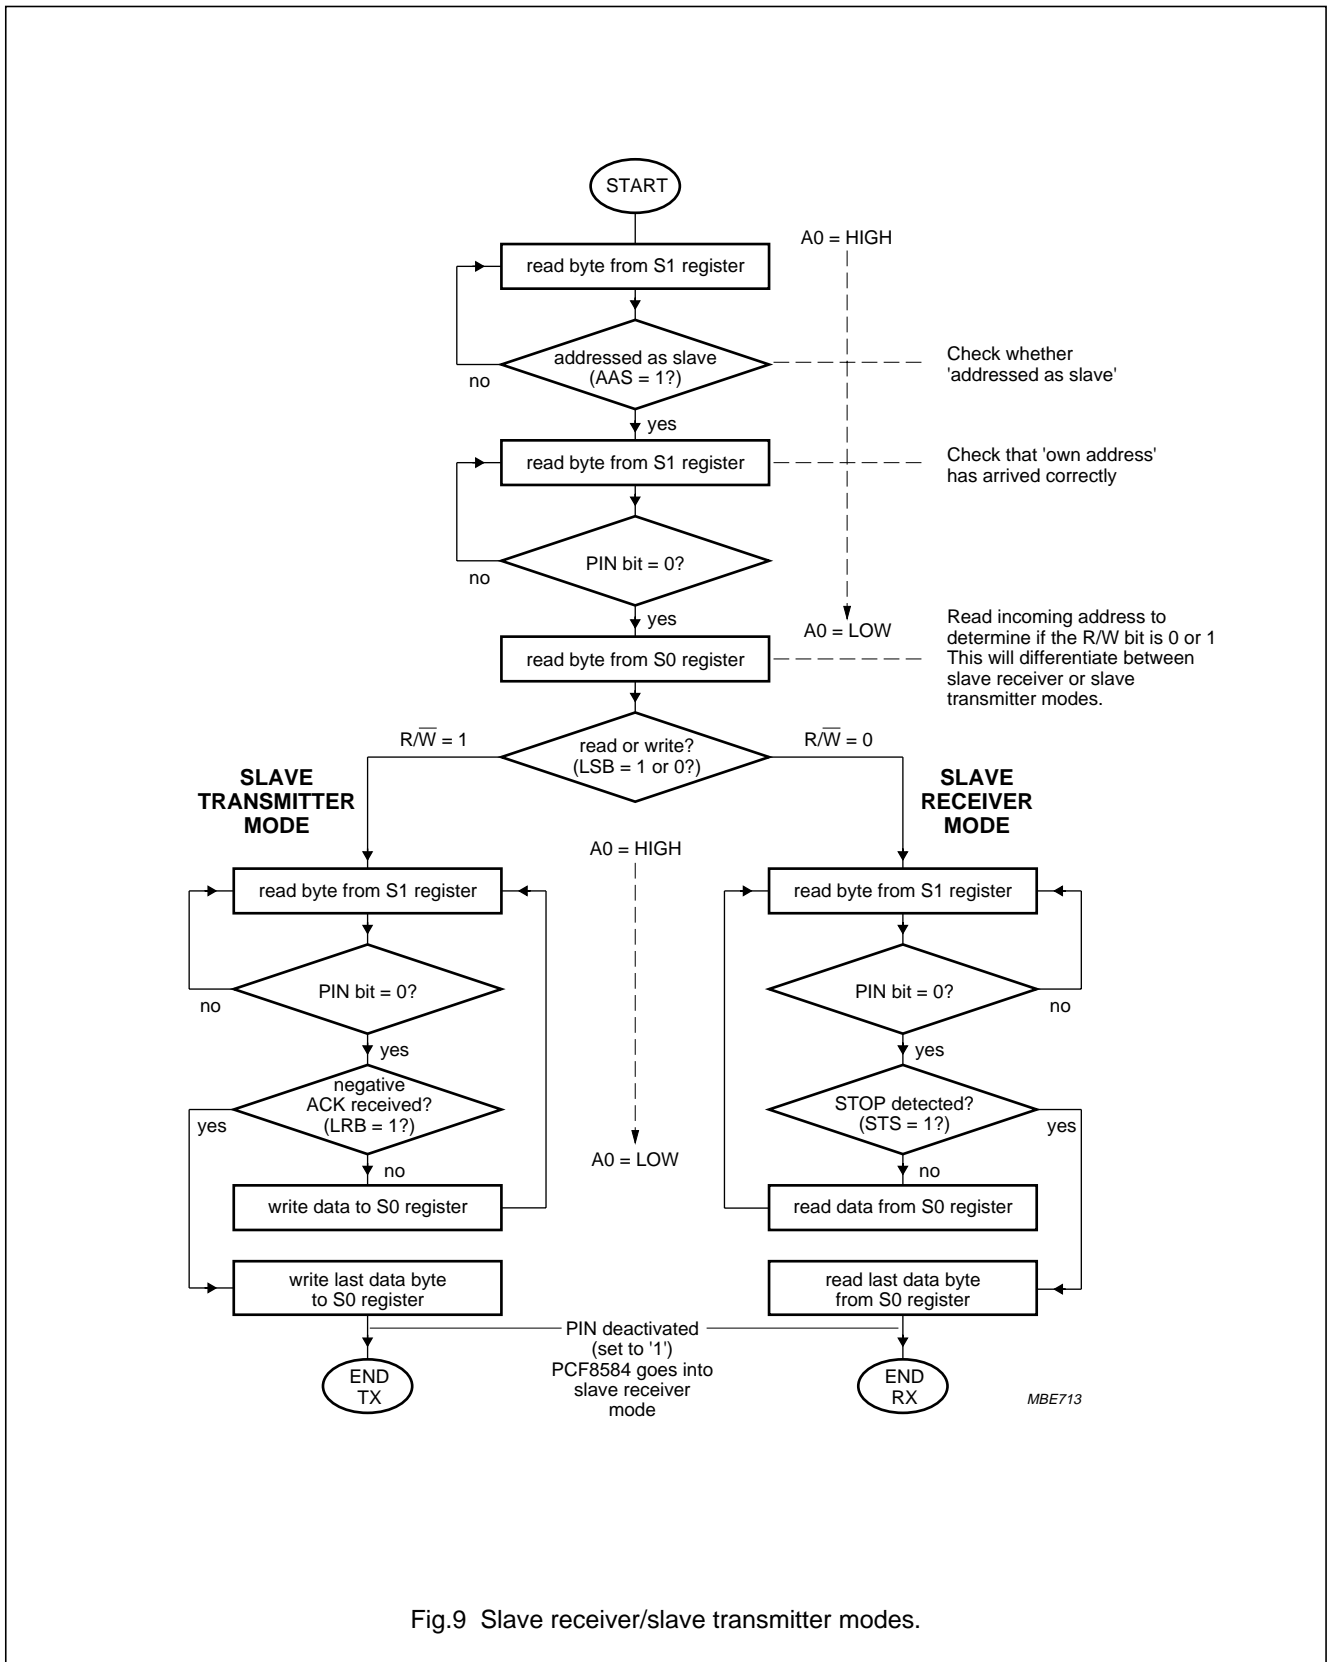 START
A0 = HIGH
read byte from S1 register
addressed as slave
(AAS = 1?)
no
Check whether
'addressed as slave'
yes
read byte from S1 register
Check that 'own address'
has arrived correctly
PIN bit = 0?
no
yes
A0 = LOW
read byte from S0 register
Read incoming address to
determine if the R/W bit is 0 or 1
This will differentiate between
slave receiver or slave
transmitter modes.
R/W̅ = 1
read or write?
(LSB = 1 or 0?)
R/W̅ = 0
SLAVE
TRANSMITTER
MODE
SLAVE
RECEIVER
MODE
A0 = HIGH
read byte from S1 register
PIN bit = 0?
no
yes
negative
ACK received?
(LRB = 1?)
yes
no
write data to S0 register
write last data byte
to S0 register
A0 = LOW
read byte from S1 register
PIN bit = 0?
no
yes
STOP detected?
(STS = 1?)
yes
no
read data from S0 register
read last data byte
from S0 register
PIN deactivated
(set to '1')
PCF8584 goes into
slave receiver
mode
END
TX
END
RX
MBE713
Fig.9 Slave receiver/slave transmitter modes.